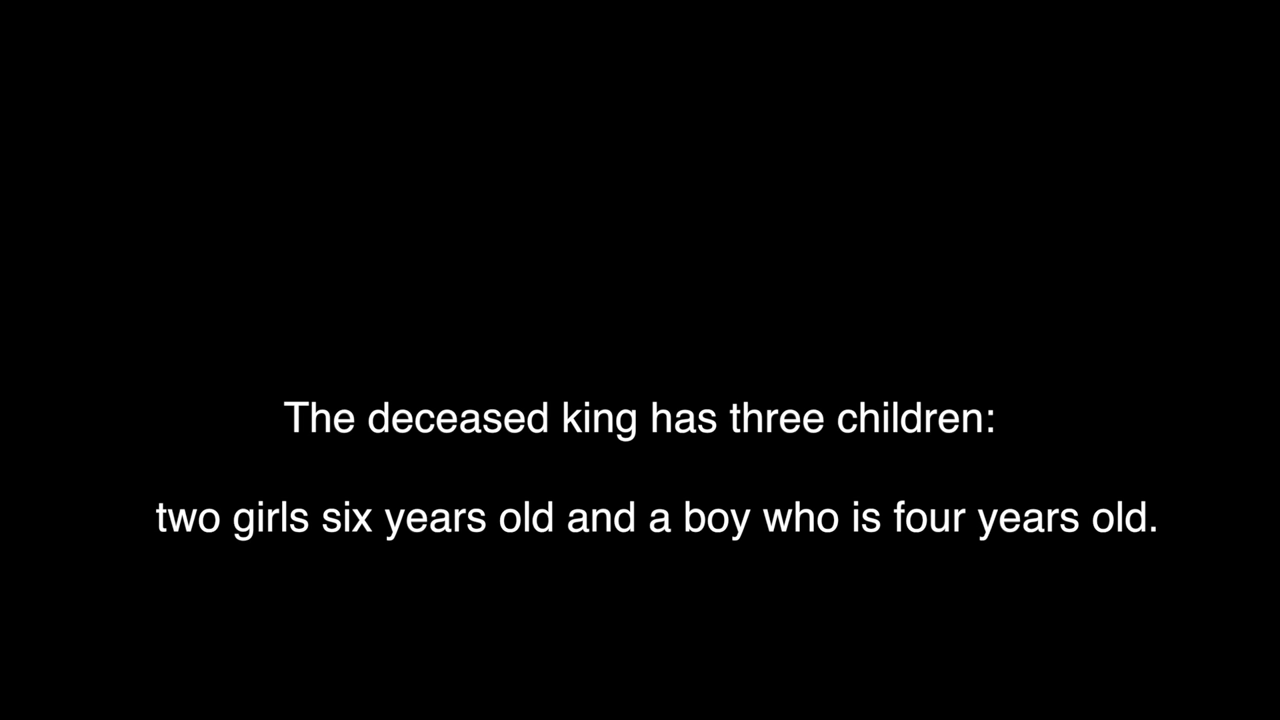 The deceased king has three children:
two girls six years old and a boy who is four years old.